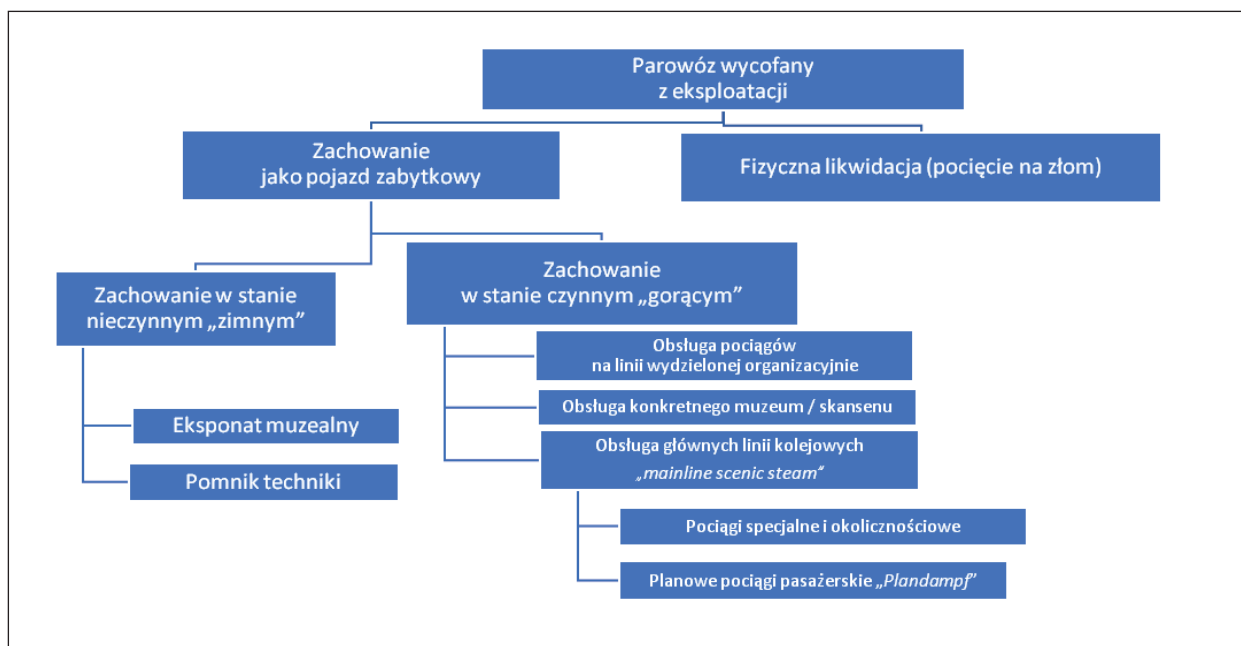 Parowóz wycofany
z eksploatacji
Zachowanie
jako pojazd zabytkowy
Fizyczna likwidacja (pocięcie na złom)
Zachowanie w stanie
nieczynnym „zimnym”
Eksponat muzealny
Pomnik techniki
Zachowanie
w stanie czynnym „gorącym”
Obsługa pociągów
na linii wydzielonej organizacyjnie
Obsługa konkretnego muzeum / skansenu
Obsługa głównych linii kolejowych
„mainline scenic steam“
Pociągi specjalne i okolicznościowe
Planowe pociągi pasażerskie „Plandampf”